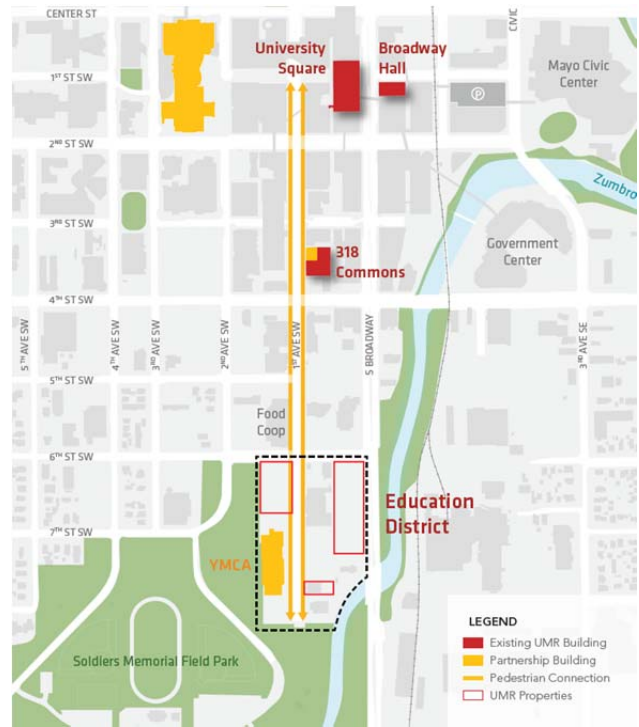 CENTER ST
CIVIC
University
Square
Broadway
Hall
Mayo Civic
Center
1ST ST SW
P
2ND ST SW
Zumbro
3RD ST SW
318
Commons
Government
Center
4TH ST SW
5TH AVE SW
4TH AVE SW
3RD AVE SW
2ND AVE SW
1ST AVE SW
S BROADWAY
3RD AVE SE
5TH ST SW
Food
Coop
6TH ST SW
Education
District
7TH ST SW
YMCA
Soldiers Memorial Field Park
LEGEND
Existing UMR Building
Partnership Building
Pedestrian Connection
UMR Properties